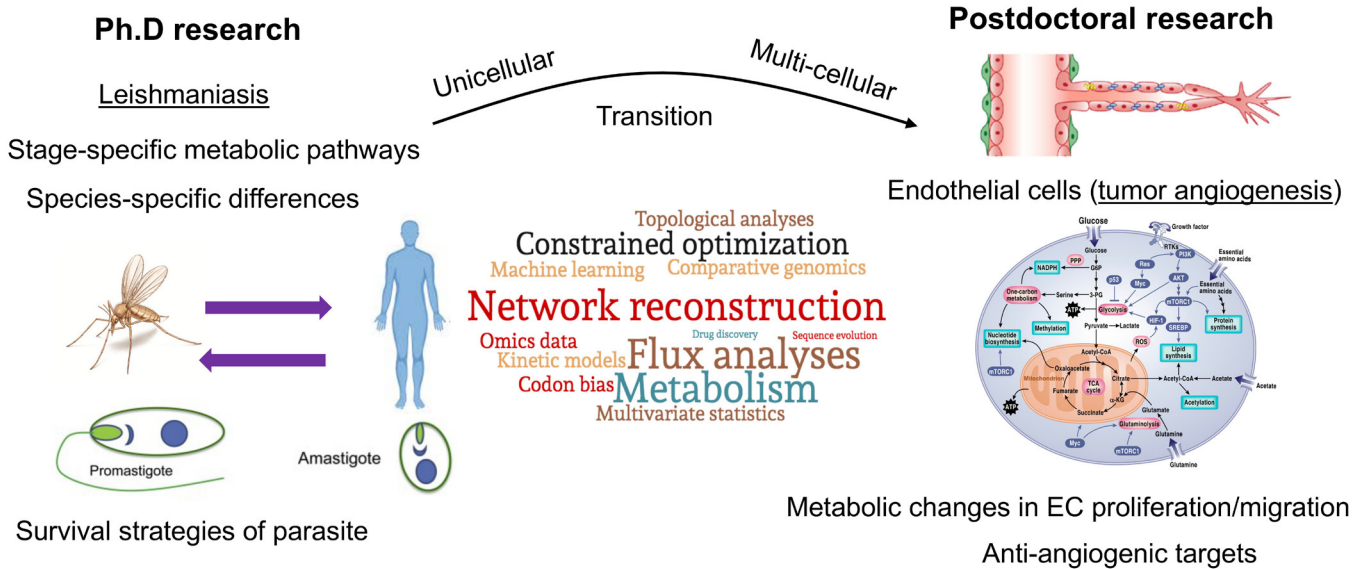 Ph.D research
Leishmaniasis
Stage-specific metabolic pathways
Species-specific differences
Promastigote
Amastigote
Survival strategies of parasite
Unicellular
Multi-cellular
Transition
Topological analyses
Constrained optimization
Machine learning
Comparative genomics
Network reconstruction
Omics data
Drug discovery
Sequence evolution
Kinetic models
Flux analyses
Codon bias
Metabolism
Multivariate statistics
Postdoctoral research
Endothelial cells (tumor angiogenesis)
Glucose
Growth factor
RTKs
Glucose
PI3K
Essential
amino acids
PPP
NADPH
G6P
Ras
p53
Myc
AKT
Essential
amino acids
One-carbon
metabolism
Serine
3-PG
mTORC1
ATP
Glycolysis
HIF-1
SREBP
Protein
synthesis
Nucleotide
biosynthesis
Methylation
Pyruvate
Lactate
ROS
Lipid
synthesis
mTORC1
Acetyl-CoA
Oxaloacetate
Mitochondrion
Citrate
Acetyl-CoA
Acetate
Acetate
TCA
cycle
Fumarate
α-KG
Acetylation
ATP
Succinate
Glutamate
Glutaminolysis
Glutamine
Myc
mTORC1
Glutamine
Metabolic changes in EC proliferation/migration
Anti-angiogenic targets